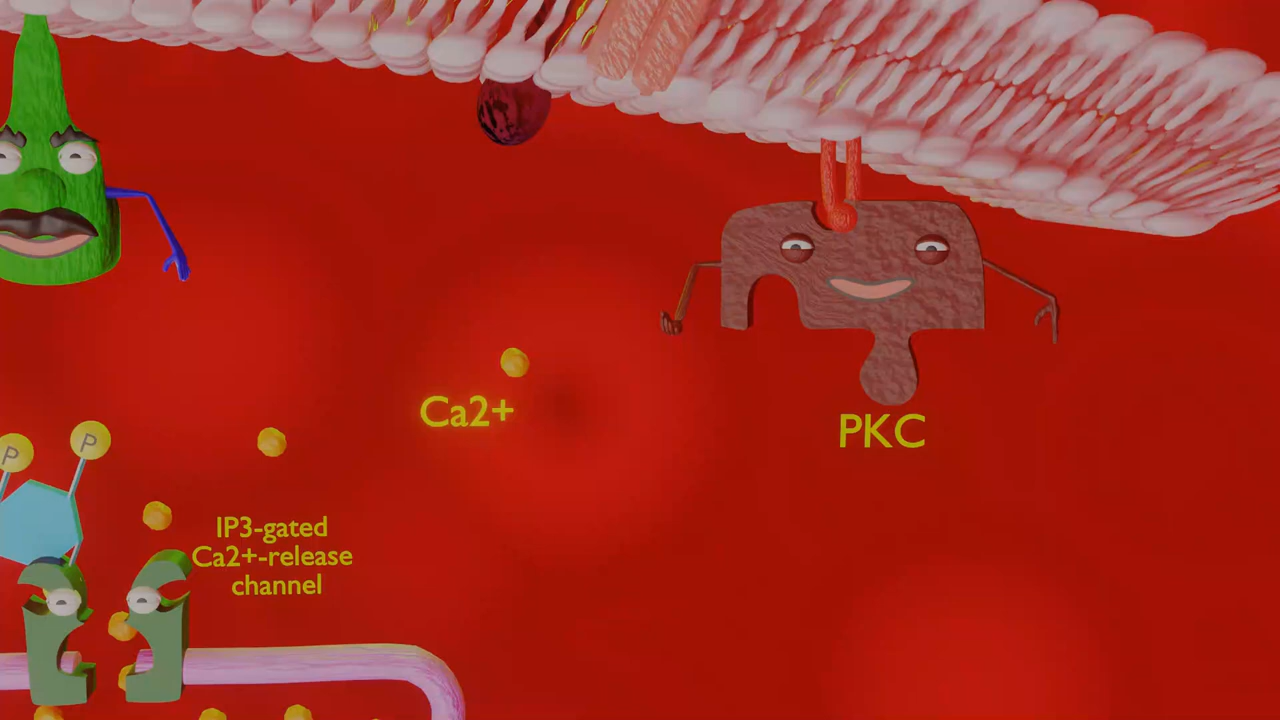 Ca2+
PKC
P
P
IP3-gated
Ca2+-release
channel